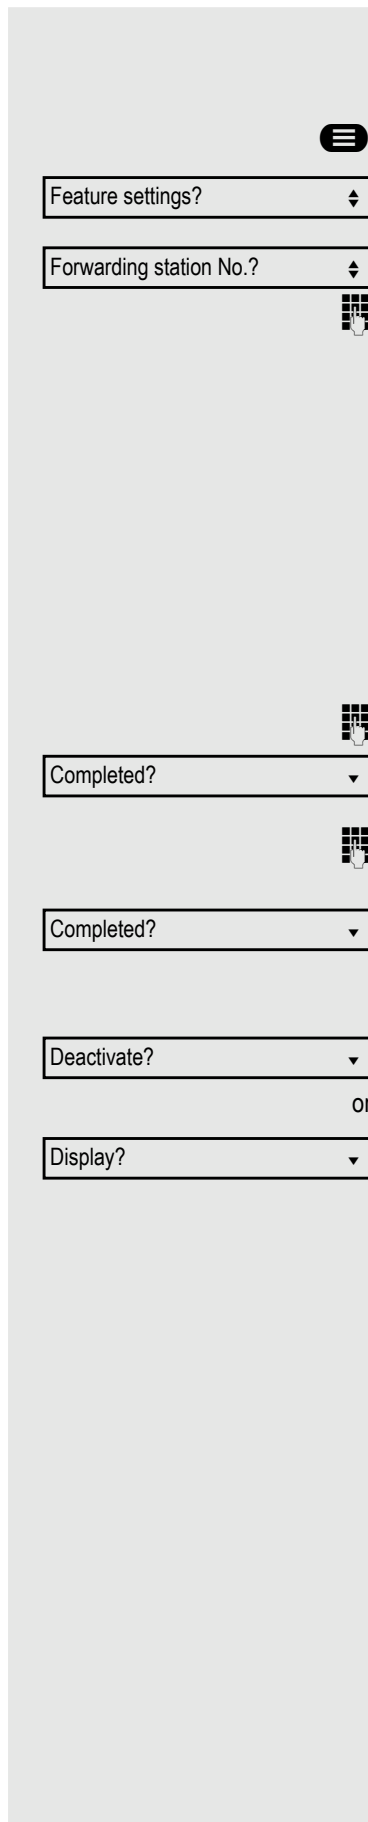 Feature settings?
Forwarding station No.?
Completed?
Completed?
Deactivate?
or
Display?